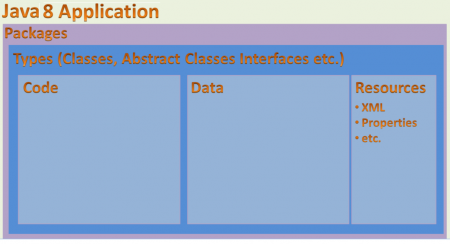 Java 8 Application
Packages
Types (Classes, Abstract Classes Interfaces etc.)
Code
Data
Resources
• XML
• Properties
• etc.